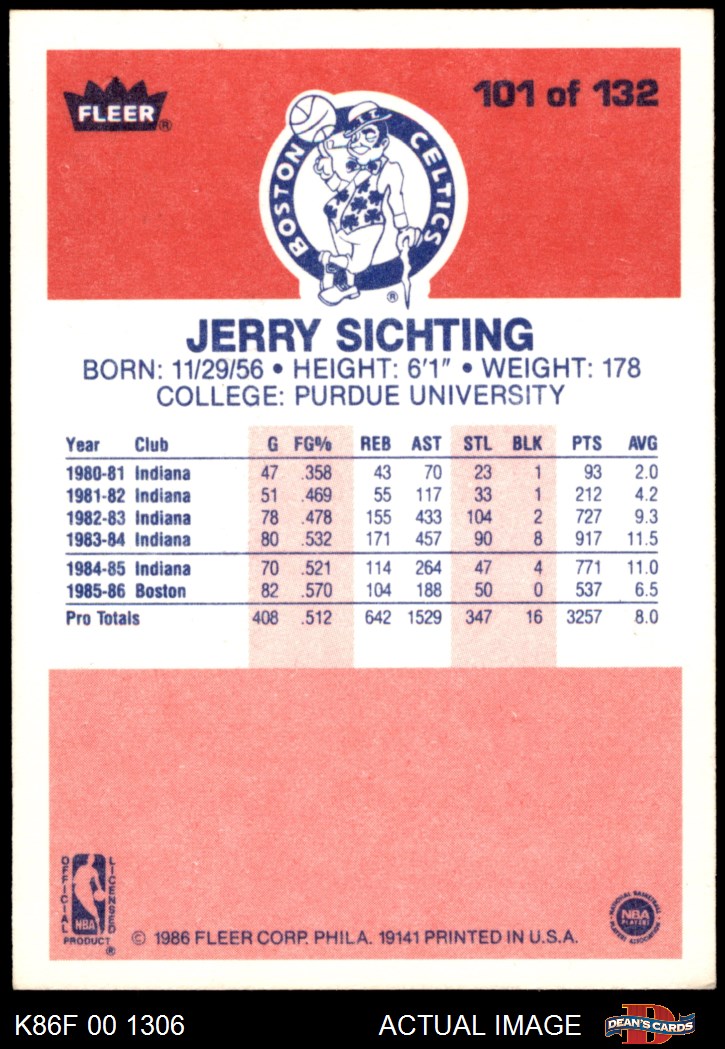 FLEER®
101 of 132
BOSTON CELTICS
®
JERRY SICHTING
BORN: 11/29/56 • HEIGHT: 6'1" • WEIGHT: 178
COLLEGE: PURDUE UNIVERSITY
Year Club G FG% REB AST STL BLK PTS AVG
1980-81 Indiana 47 .358 43 70 23 1 93 2.0
1981-82 Indiana 51 .469 55 117 33 1 212 4.2
1982-83 Indiana 78 .478 155 433 104 2 727 9.3
1983-84 Indiana 80 .532 171 457 90 8 917 11.5
1984-85 Indiana 70 .521 114 264 47 4 771 11.0
1985-86 Boston 82 .570 104 188 50 0 537 6.5
Pro Totals 408 .512 642 1529 347 16 3257 8.0
OFFICIAL LICENSED
NBA
PRODUCT ®
© 1986 FLEER CORP. PHILA. 19141 PRINTED IN U.S.A.
NATIONAL BASKETBALL
NBA
PLAYERS
PLAYERS ASSOCIATION
K86F 00 1306 ACTUAL IMAGE
D
DEAN'S CARDS